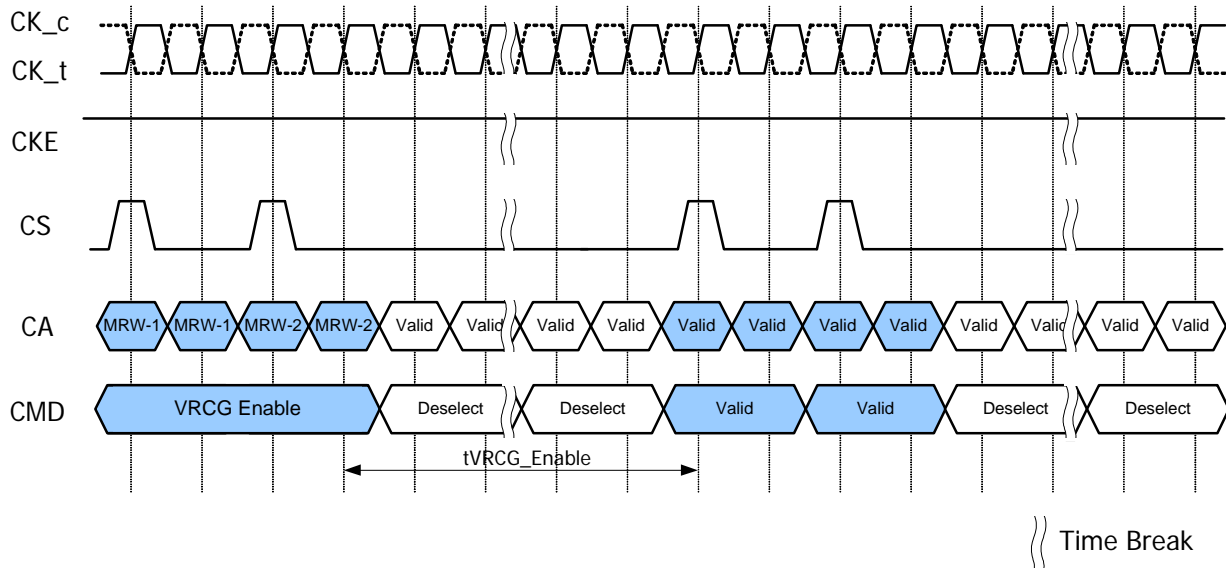 CK_c
CK_t
CKE
CS
CA MRW-1 MRW-1 MRW-2 MRW-2 Valid Valid Valid Valid Valid Valid Valid Valid Valid Valid Valid Valid
CMD VRCG Enable Deselect Deselect Valid Valid Deselect Deselect
tVRCG_Enable
Time Break